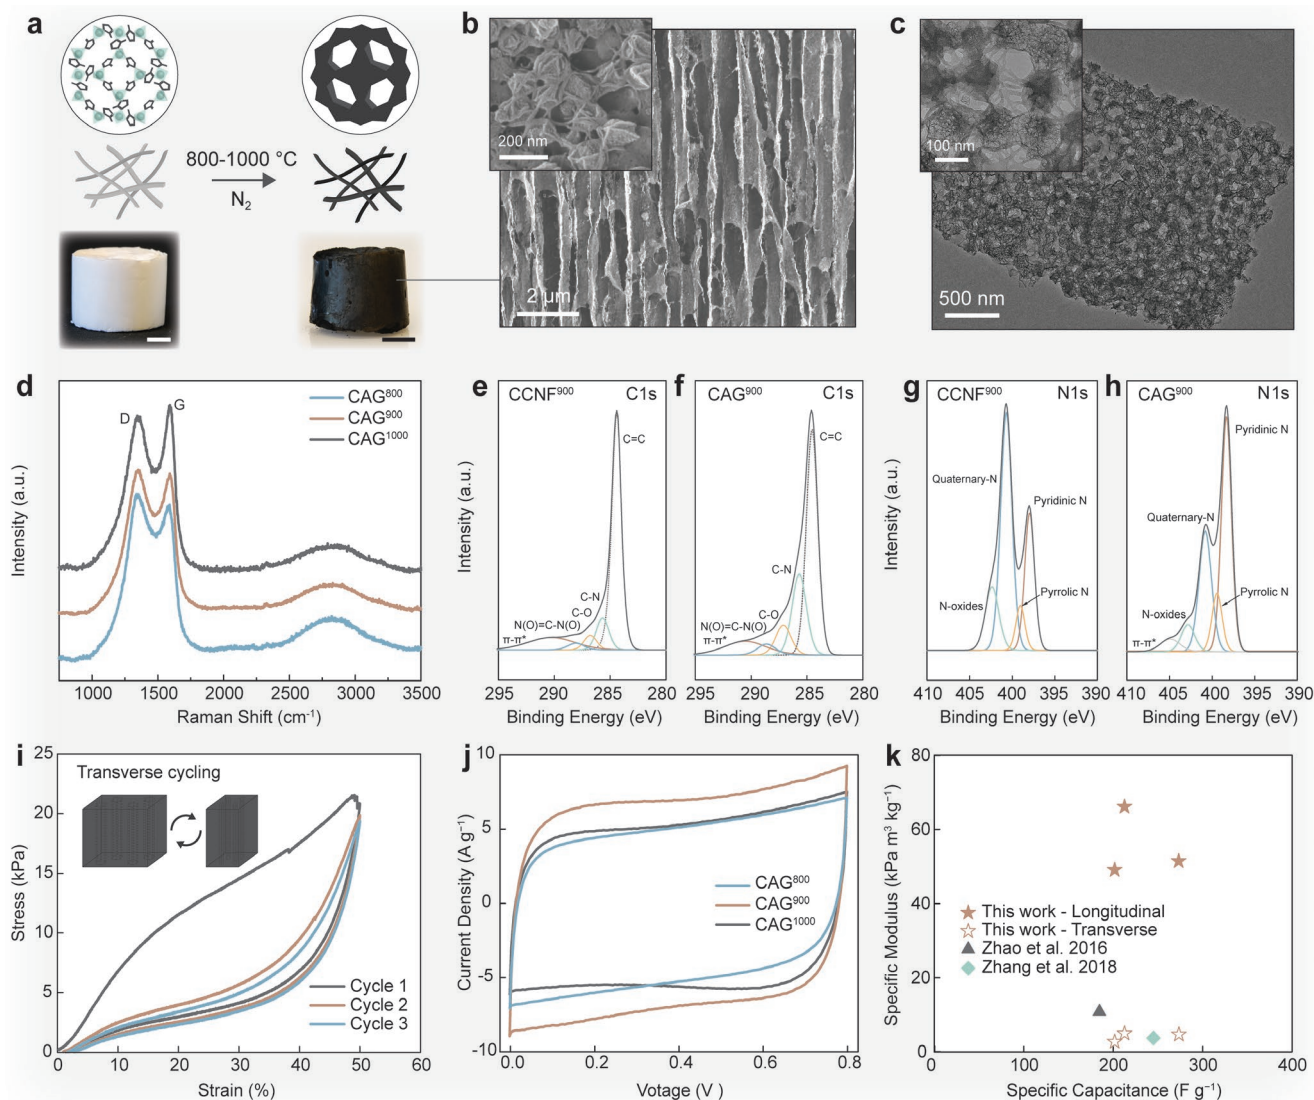 a
800-1000 °C
N₂
b
200 nm
2 μm
c
100 nm
500 nm
d
Intensity (a.u.)
D
G
CAG⁸⁰⁰
CAG⁹⁰⁰
CAG¹⁰⁰⁰
1000 1500 2000 2500 3000 3500
Raman Shift (cm⁻¹)
e
CCNF⁹⁰⁰ C1s
Intensity (a.u.)
C=C
C-N
C-O
N(O)=C-N(O)
π-π*
295 290 285 280
Binding Energy (eV)
f
CAG⁹⁰⁰ C1s
C=C
C-N
C-O
N(O)=C-N(O)
π-π*
295 290 285 280
Binding Energy (eV)
g
CCNF⁹⁰⁰ N1s
Intensity (a.u.)
Quaternary-N
Pyridinic N
N-oxides
Pyrrolic N
410 405 400 395 390
Binding Energy (eV)
h
CAG⁹⁰⁰ N1s
Pyridinic N
Quaternary-N
N-oxides
Pyrrolic N
π-π*
410 405 400 395 390
Binding Energy (eV)
i
Transverse cycling
Stress (kPa)
25
20
15
10
5
0
Cycle 1
Cycle 2
Cycle 3
0 10 20 30 40 50 60
Strain (%)
j
Current Density (A g⁻¹)
10
5
0
-5
-10
CAG⁸⁰⁰
CAG⁹⁰⁰
CAG¹⁰⁰⁰
0.0 0.2 0.4 0.6 0.8
Votage (V )
k
Specific Modulus (kPa m³ kg⁻¹)
80
60
40
20
0
This work - Longitudinal
This work - Transverse
Zhao et al. 2016
Zhang et al. 2018
0 100 200 300 400
Specific Capacitance (F g⁻¹)